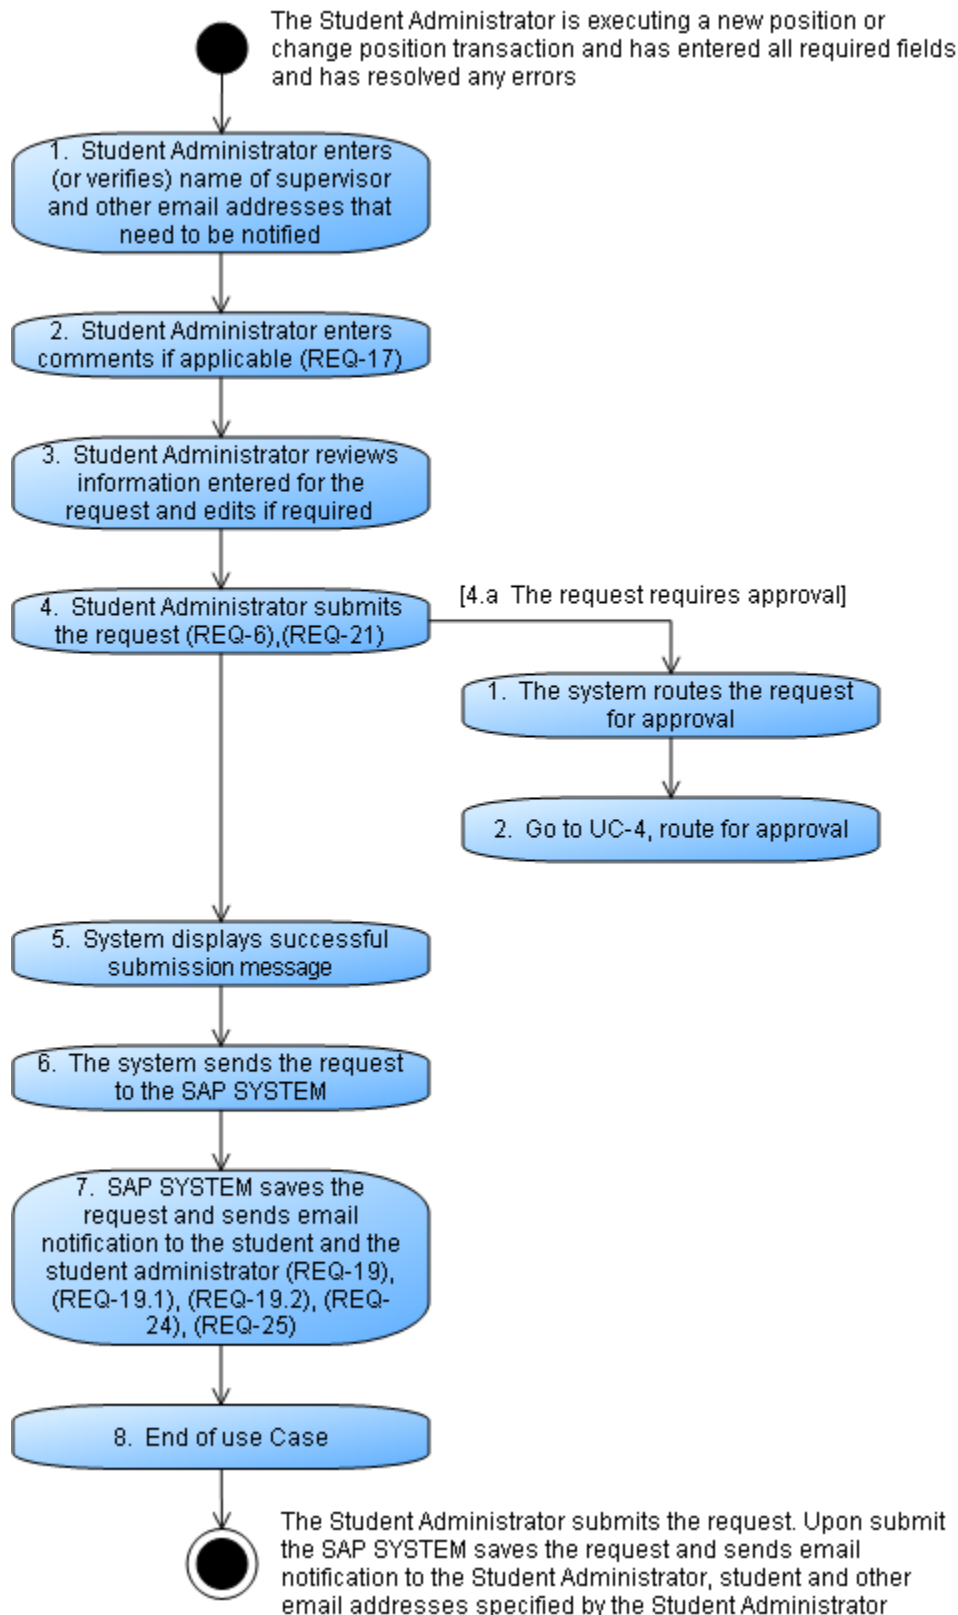 The Student Administrator is executing a new position or
change position transaction and has entered all required fields
and has resolved any errors
1. Student Administrator enters
(or verifies) name of supervisor
and other email addresses that
need to be notified
2. Student Administrator enters
comments if applicable (REQ-17)
3. Student Administrator reviews
information entered for the
request and edits if required
4. Student Administrator submits
the request (REQ-6),(REQ-21)
[4.a The request requires approval]
1. The system routes the request
for approval
2. Go to UC-4, route for approval
5. System displays successful
submission message
6. The system sends the request
to the SAP SYSTEM
7. SAP SYSTEM saves the
request and sends email
notification to the student and the
student administrator (REQ-19),
(REQ-19.1), (REQ-19.2), (REQ-
24), (REQ-25)
8. End of use Case
The Student Administrator submits the request. Upon submit
the SAP SYSTEM saves the request and sends email
notification to the Student Administrator, student and other
email addresses specified by the Student Administrator